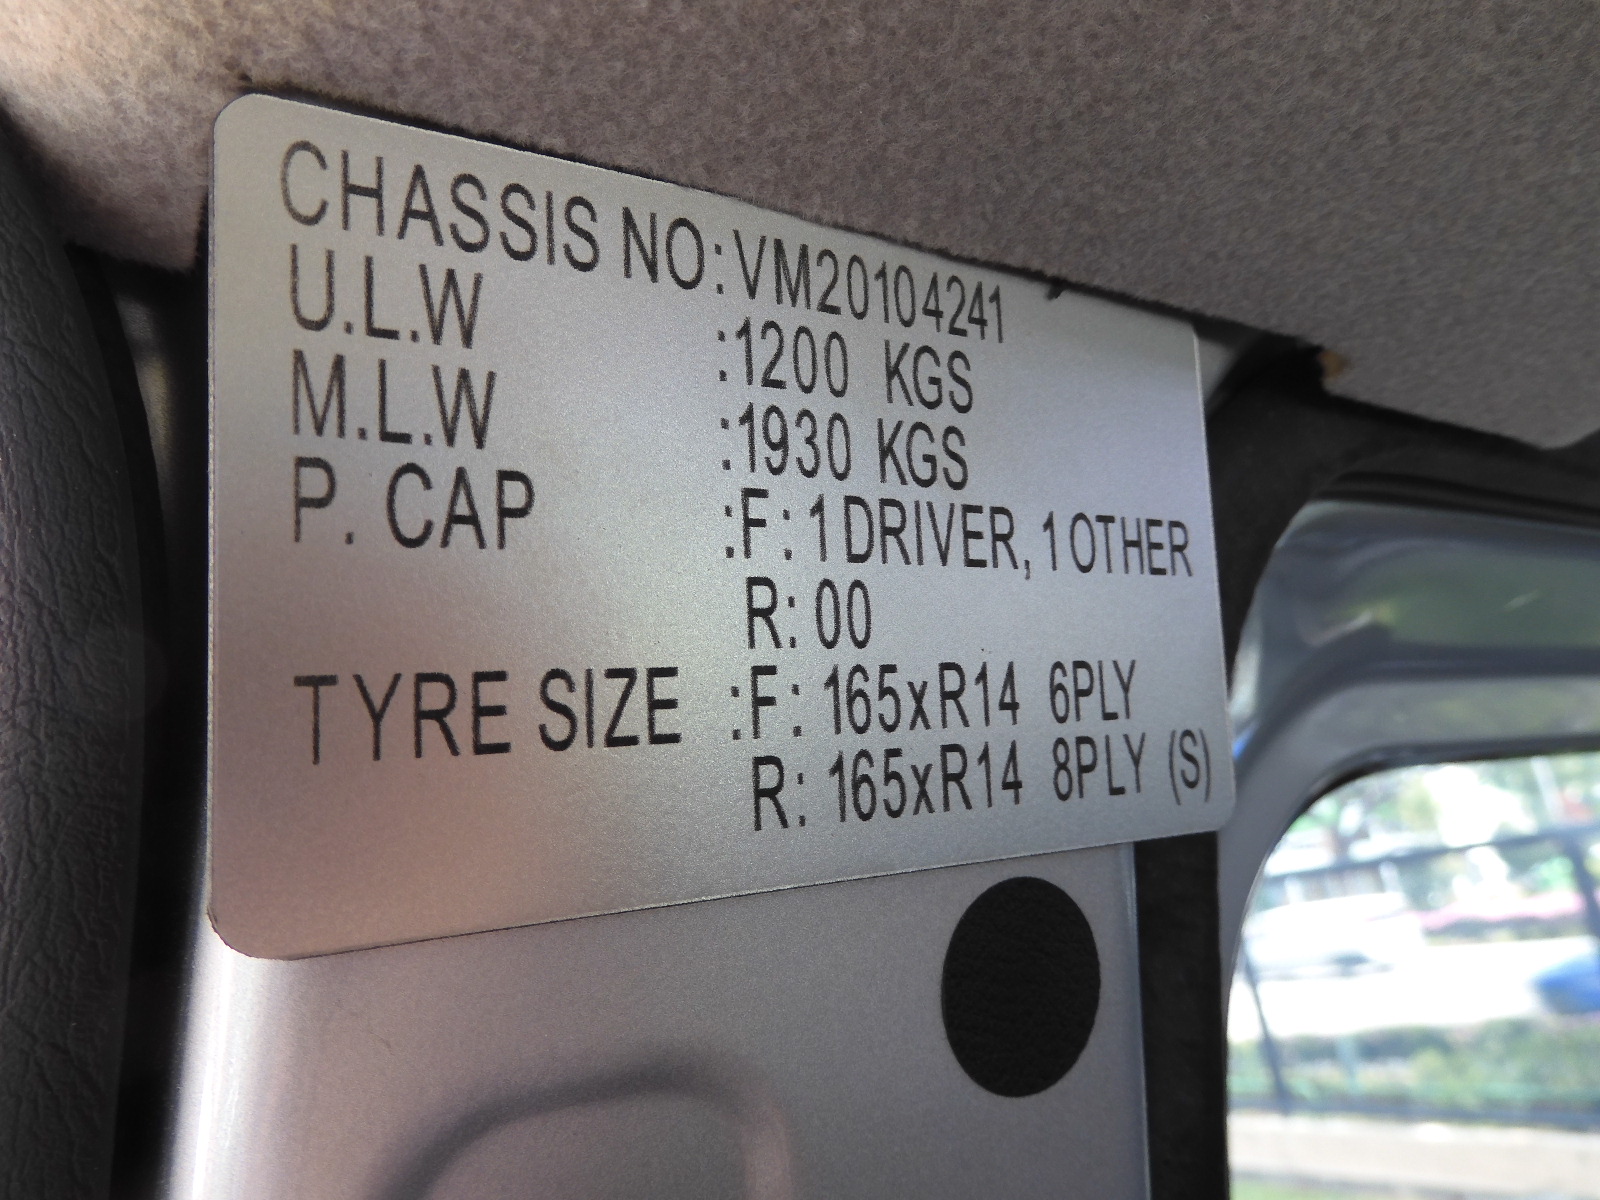 CHASSIS NO:VM20104241
U.L.W :1200 KGS
M.L.W :1930 KGS
P. CAP :F: 1 DRIVER, 1 OTHER
R: 00
TYRE SIZE :F: 165xR14 6PLY
R: 165xR14 8PLY (S)